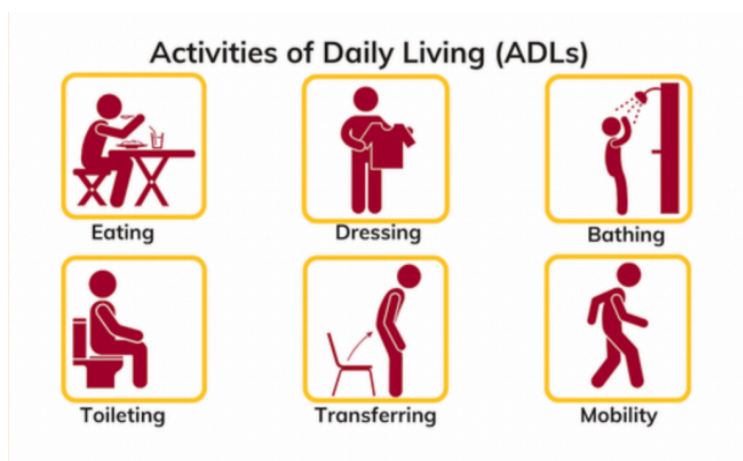 Activities of Daily Living (ADLs)
Eating
Dressing
Bathing
Toileting
Transferring
Mobility